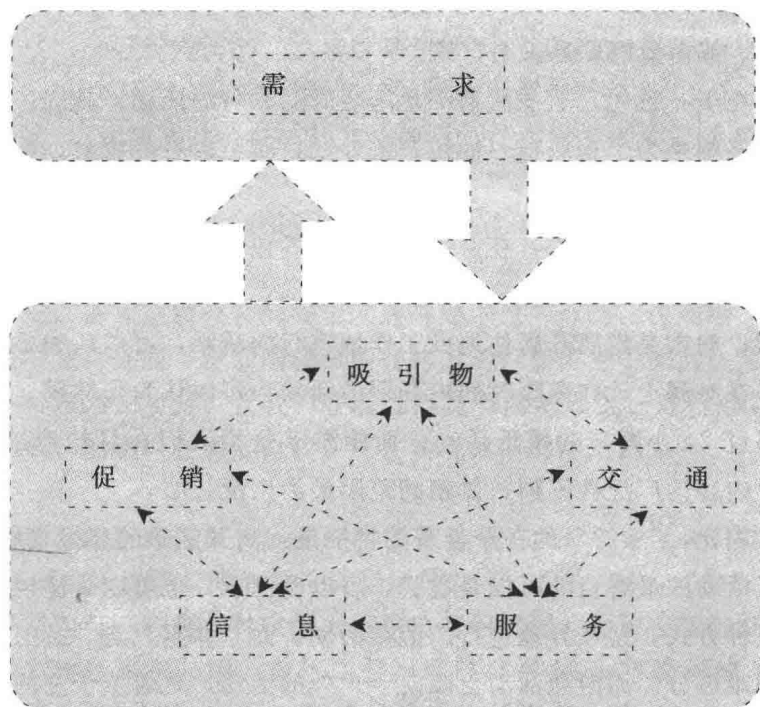 需 求
吸 引 物
促 销
交 通
信 息
服 务